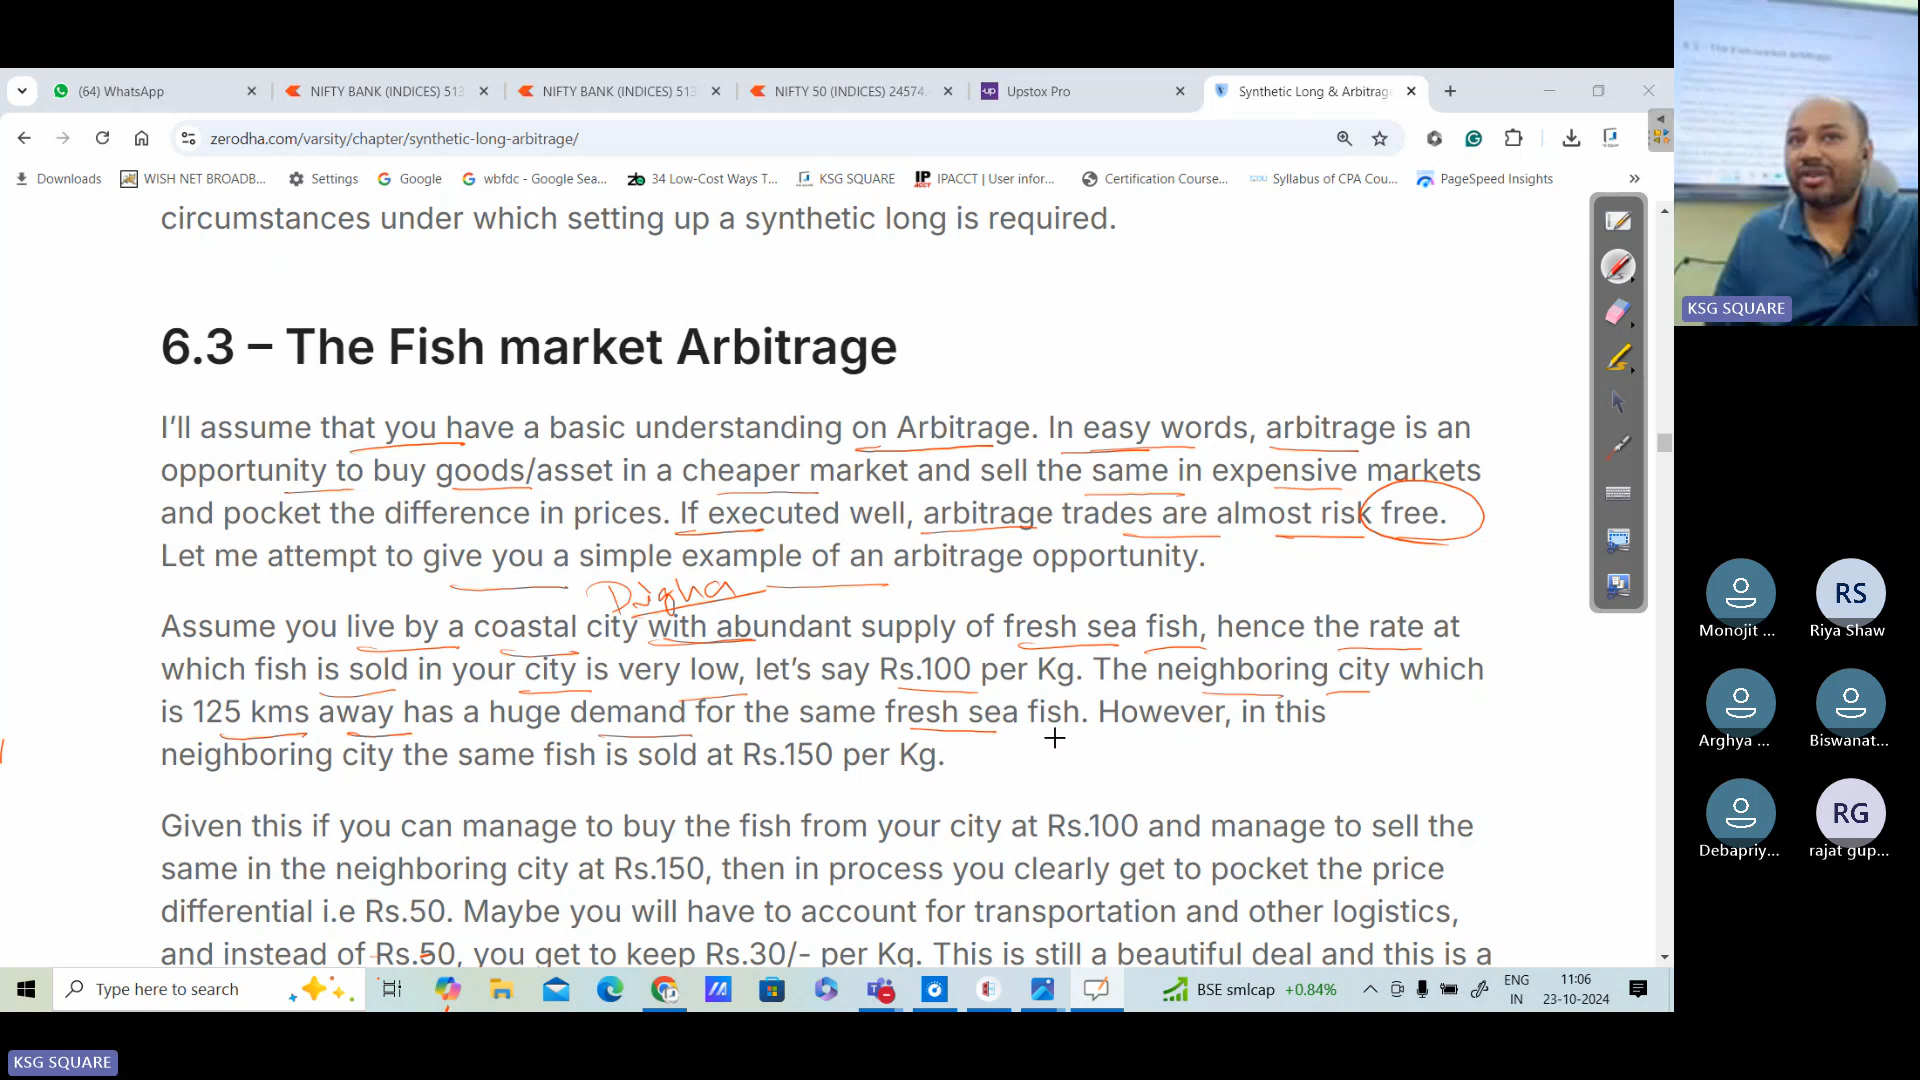 (64) WhatsApp
NIFTY BANK (INDICES) 513
NIFTY BANK (INDICES) 513
NIFTY 50 (INDICES) 24574.
Upstox Pro
Synthetic Long & Arbitrage
zerodha.com/varsity/chapter/synthetic-long-arbitrage/
Downloads
WISH NET BROADB...
Settings
Google
wbfdc - Google Sea...
34 Low-Cost Ways T...
KSG SQUARE
IPACCT | User infor...
Certification Course...
Syllabus of CPA Cou...
PageSpeed Insights
circumstances under which setting up a synthetic long is required.
6.3 – The Fish market Arbitrage
I'll assume that you have a basic understanding on Arbitrage. In easy words, arbitrage is an
opportunity to buy goods/asset in a cheaper market and sell the same in expensive markets
and pocket the difference in prices. If executed well, arbitrage trades are almost risk free.
Let me attempt to give you a simple example of an arbitrage opportunity.
Digha
Assume you live by a coastal city with abundant supply of fresh sea fish, hence the rate at
which fish is sold in your city is very low, let's say Rs.100 per Kg. The neighboring city which
is 125 kms away has a huge demand for the same fresh sea fish. However, in this
neighboring city the same fish is sold at Rs.150 per Kg.
Given this if you can manage to buy the fish from your city at Rs.100 and manage to sell the
same in the neighboring city at Rs.150, then in process you clearly get to pocket the price
differential i.e Rs.50. Maybe you will have to account for transportation and other logistics,
and instead of Rs.50, you get to keep Rs.30/- per Kg. This is still a beautiful deal and this is a
Type here to search
BSE smlcap +0.84%
ENG
IN
11:06
23-10-2024
KSG SQUARE
RS
Monojit ...
Riya Shaw
Arghya ...
Biswanat...
RG
Debapriy...
rajat gup...
KSG SQUARE